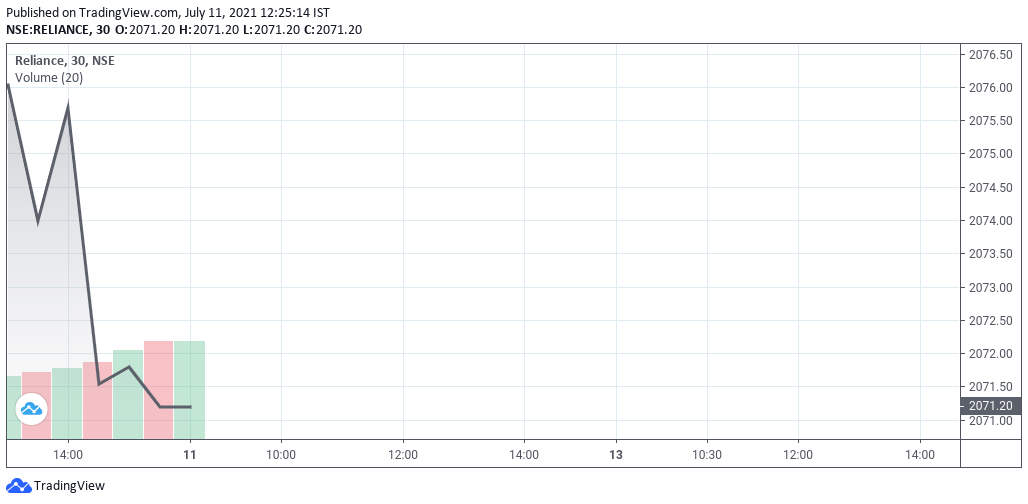 Published on TradingView.com, July 11, 2021 12:25:14 IST
NSE:RELIANCE, 30 O:2071.20 H:2071.20 L:2071.20 C:2071.20
Reliance, 30, NSE
Volume (20)
2076.50
2076.00
2075.50
2075.00
2074.50
2074.00
2073.50
2073.00
2072.50
2072.00
2071.50
2071.20
2071.00
14:00 11 10:00 12:00 14:00 13 10:30 12:00 14:00
TradingView